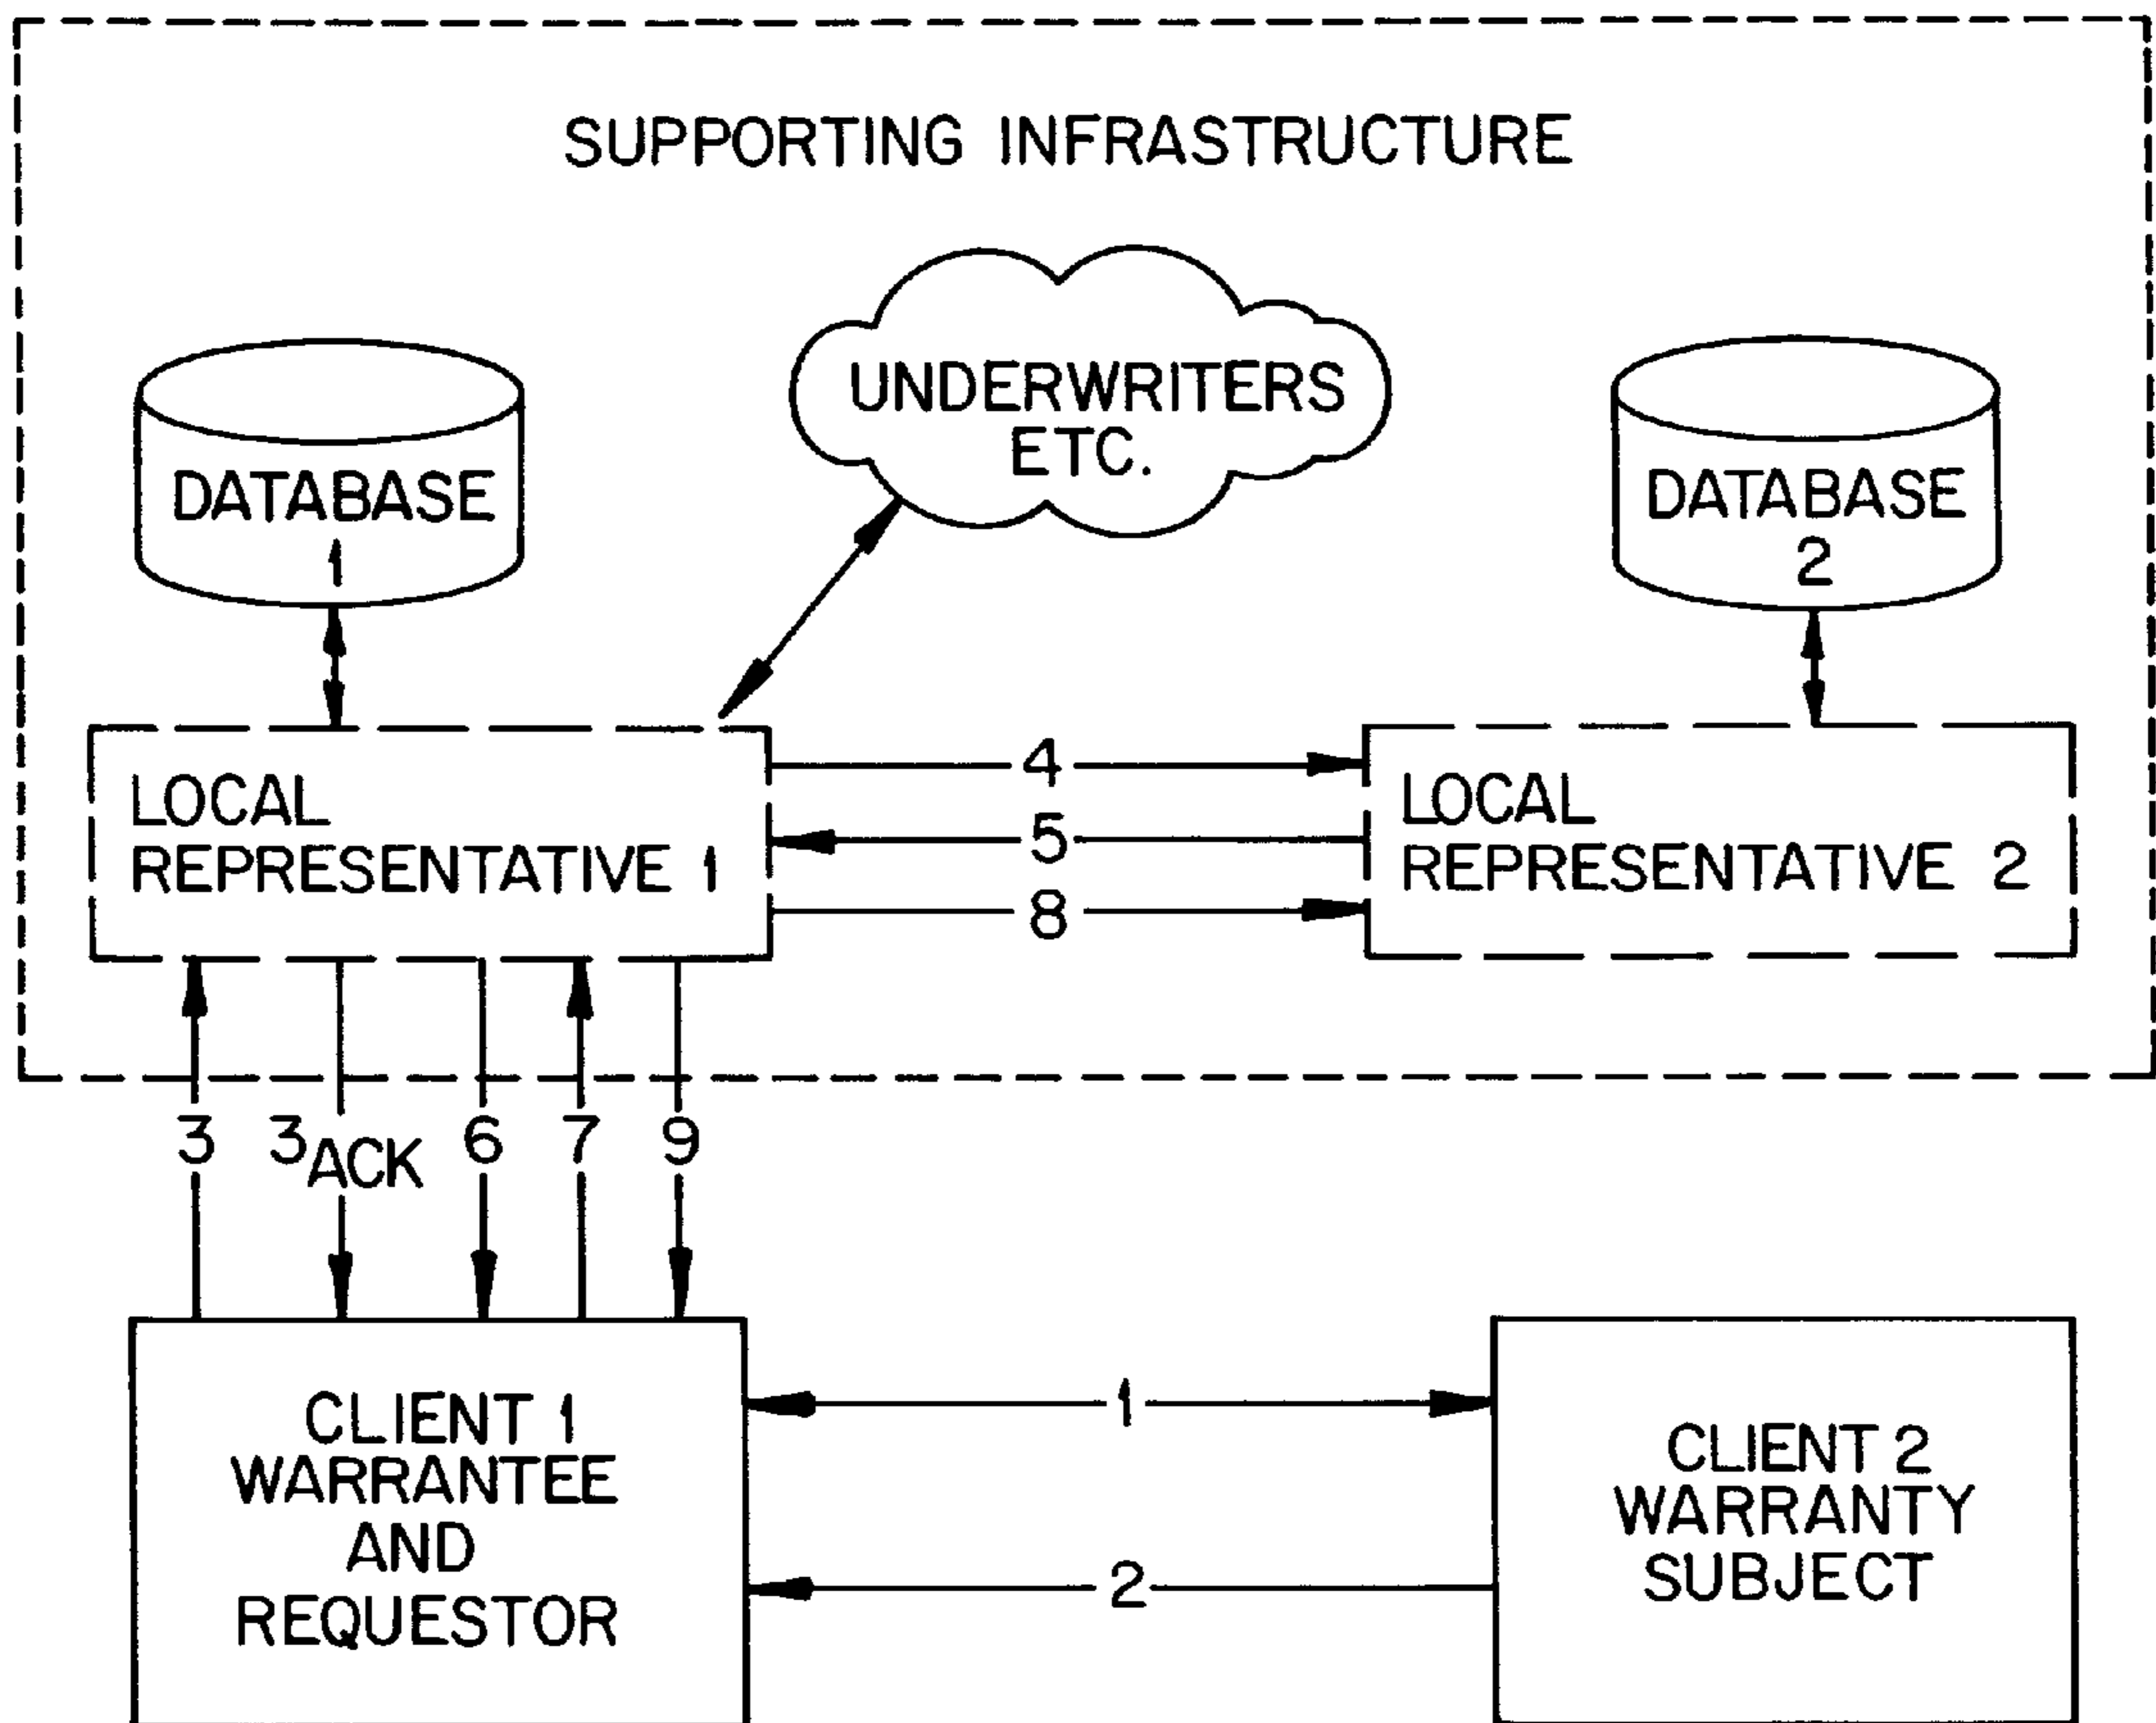 SUPPORTING INFRASTRUCTURE
UNDERWRITERS
ETC.
DATABASE
1
DATABASE
2
LOCAL
REPRESENTATIVE 1
4
5
8
LOCAL
REPRESENTATIVE 2
3
3ACK
6
7
9
CLIENT 1
WARRANTEE
AND
REQUESTOR
1
2
CLIENT 2
WARRANTY
SUBJECT